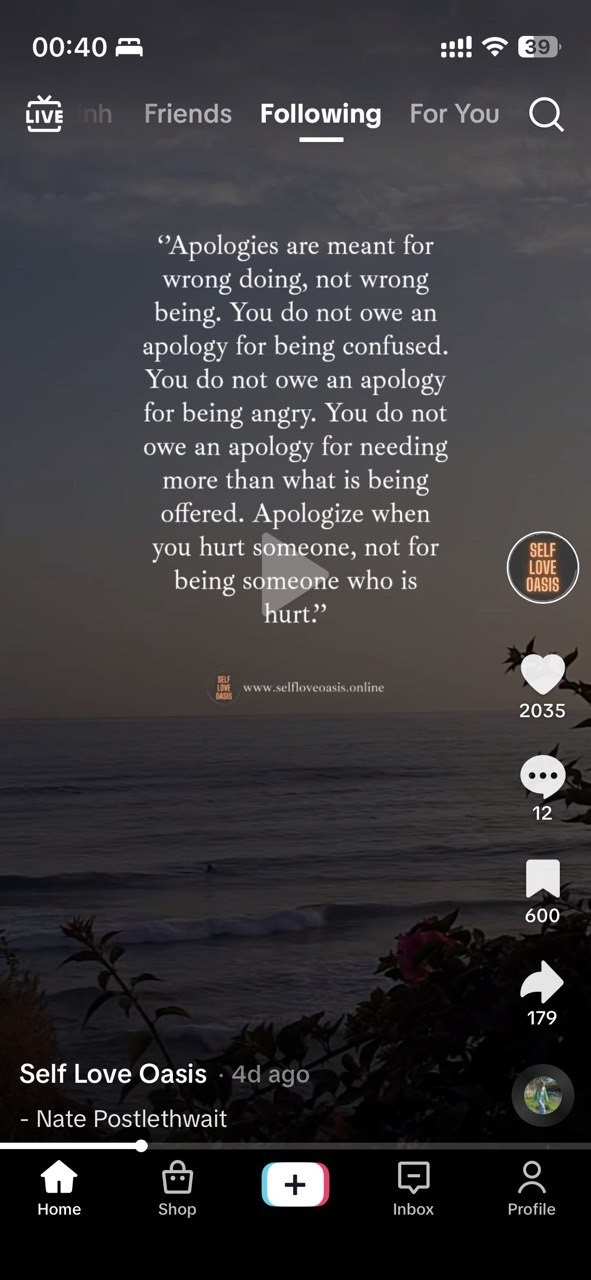 00:40
39
LIVE
inh
Friends
Following
For You
‘’Apologies are meant for
wrong doing, not wrong
being. You do not owe an
apology for being confused.
You do not owe an apology
for being angry. You do not
owe an apology for needing
more than what is being
offered. Apologize when
you hurt someone, not for
being someone who is
hurt.’’
SELF
LOVE
OASIS
www.selfloveoasis.online
SELF
LOVE
OASIS
2035
12
600
179
Self Love Oasis · 4d ago
- Nate Postlethwait
Home
Shop
Inbox
Profile